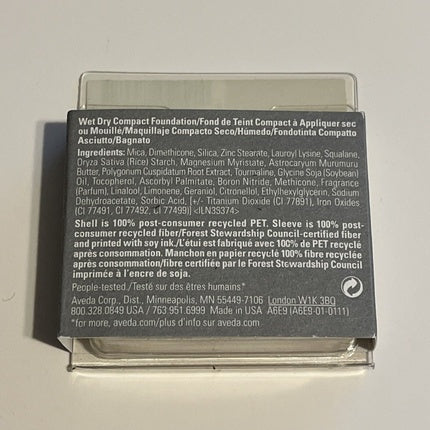 Wet Dry Compact Foundation/Fond de Teint Compact à Appliquer sec
ou Mouillé/Maquillaje Compacto Seco/Húmedo/Fondotinta Compatto
Asciutto/Bagnato
Ingredients: Mica, Dimethicone, Silica, Zinc Stearate, Lauroyl Lysine, Squalane,
Oryza Sativa (Rice) Starch, Magnesium Myristate, Astrocaryum Murumuru
Butter, Polygonum Cuspidatum Root Extract, Tourmaline, Glycine Soja (Soybean)
Oil, Tocopherol, Ascorbyl Palmitate, Boron Nitride, Methicone, Fragrance
(Parfum), Linalool, Limonene, Geraniol, Citronellol, Ethylhexylglycerin, Sodium
Dehydroacetate, Sorbic Acid, [+/- Titanium Dioxide (CI 77891), Iron Oxides
(CI 77491, CI 77492, CI 77499)] <ILN35374>
Shell is 100% post-consumer recycled PET. Sleeve is 100% post-
consumer recycled fiber/Forest Stewardship Council-certified fiber
and printed with soy ink./L'étui est fabriqué avec 100% de PET recyclé
après consommation. Manchon en papier recyclé 100% fibre recyclée
après consommation/fibre certifiée par le Forest Stewardship Council
imprimée à l'encre de soja.
People-tested./Testé sur des êtres humains*
Aveda Corp., Dist., Minneapolis, MN 55449-7106 London W1K 3BQ
800.328.0849 USA / 763.951.6999 Made in USA A6E9 (A6E9-01-0111)
*for more, aveda.com/plus d'info sur aveda.com.